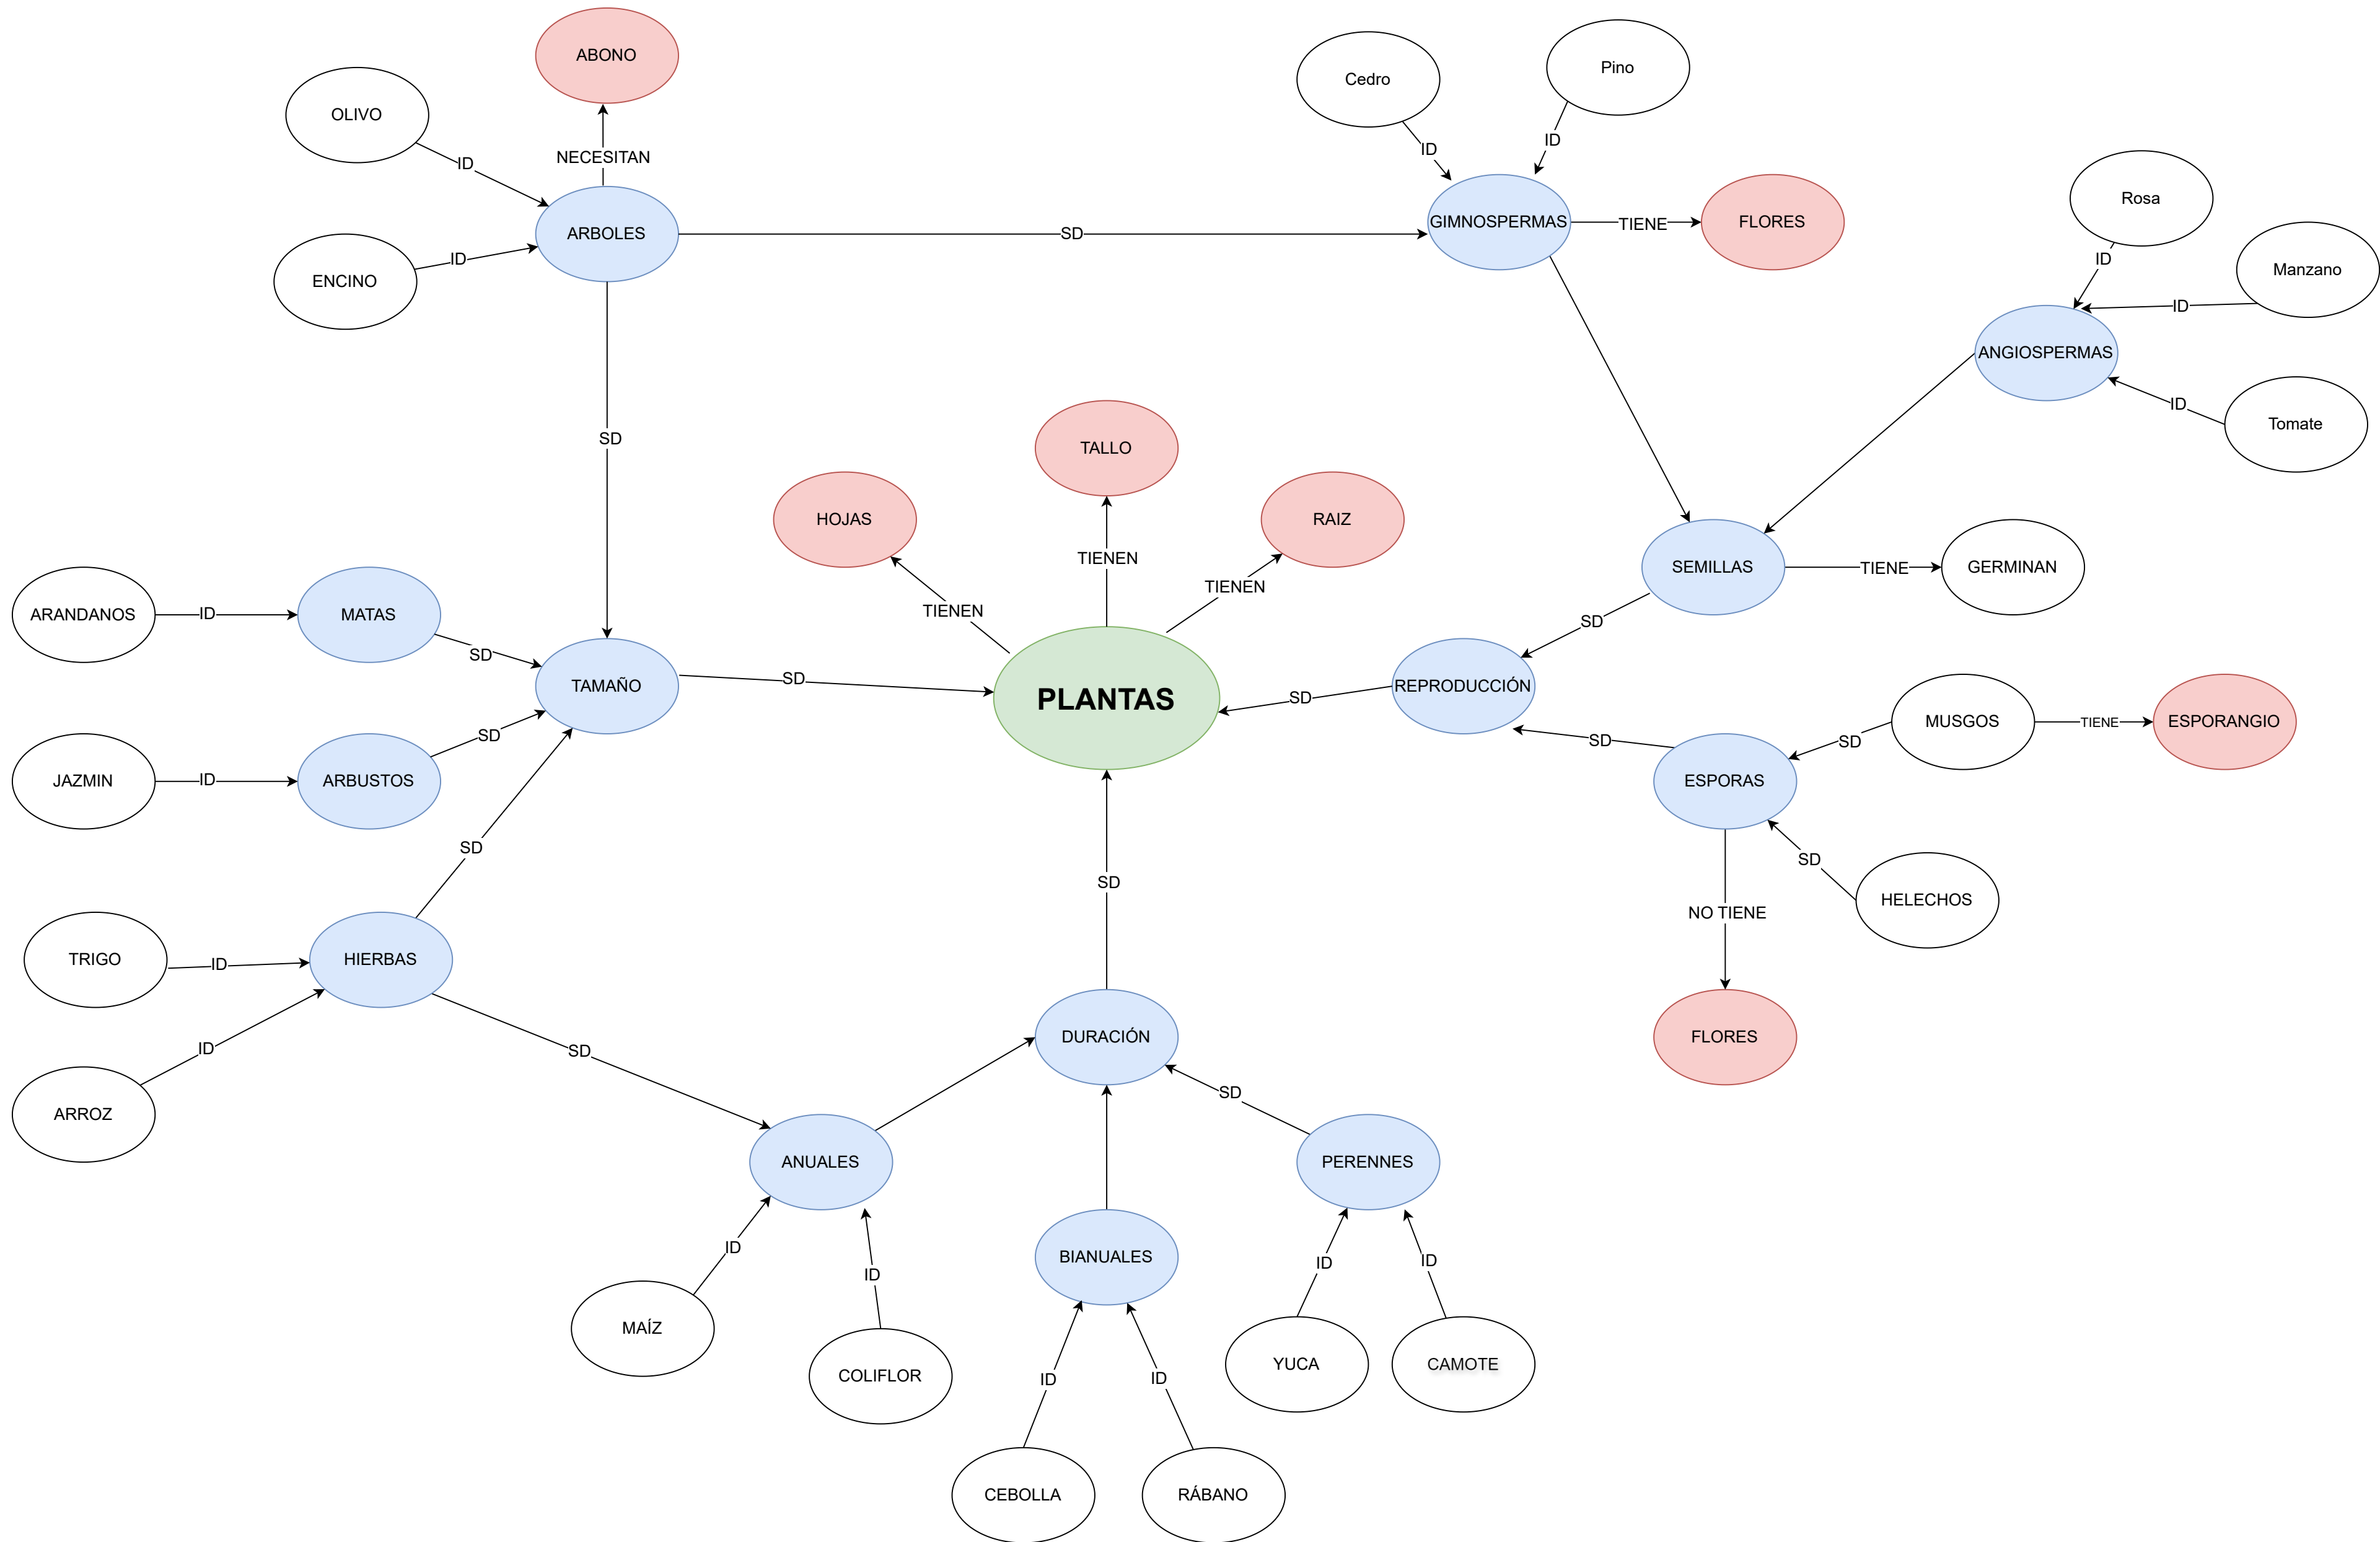 ABONO
Cedro
Pino
OLIVO
ID
NECESITAN
ID
ID
Rosa
ARBOLES
SD
GIMNOSPERMAS
TIENE
FLORES
ID
ENCINO
ID
Manzano
ID
ANGIOSPERMAS
ID
Tomate
SD
TALLO
HOJAS
RAIZ
TIENEN
TIENEN
TIENEN
SEMILLAS
TIENE
GERMINAN
ARANDANOS
ID
MATAS
SD
SD
TAMAÑO
SD
PLANTAS
SD
REPRODUCCIÓN
MUSGOS
TIENE
ESPORANGIO
SD
SD
SD
JAZMIN
ID
ARBUSTOS
ESPORAS
SD
SD
SD
HELECHOS
NO TIENE
TRIGO
ID
HIERBAS
ID
SD
DURACIÓN
FLORES
ARROZ
SD
ANUALES
PERENNES
ID
ID
BIANUALES
ID
ID
MAÍZ
COLIFLOR
ID
ID
YUCA
CAMOTE
CEBOLLA
RÁBANO